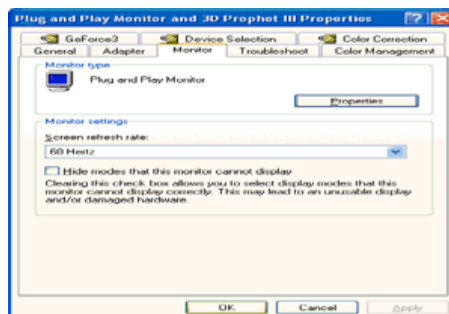 Plug and Play Monitor and 3D Prophet III Properties
GeForce3 Device Selection Color Correction
General Adapter Monitor Troubleshoot Color Management
Monitor type
Plug and Play Monitor
Properties
Monitor settings
Screen refresh rate:
60 Hertz
Hide modes that this monitor cannot display
Clearing this check box allows you to select display modes that this
monitor cannot display correctly. This may lead to an unusable display
and/or damaged hardware.
OK Cancel Apply